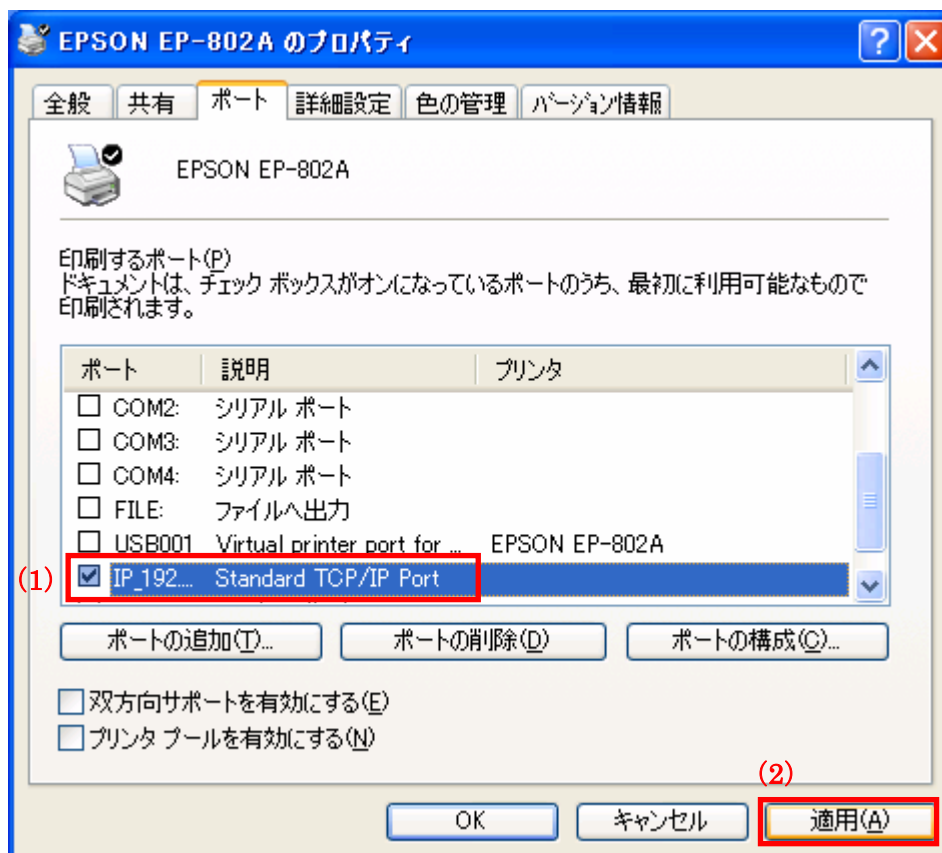 EPSON EP-802A のプロパティ
全般 共有 ポート 詳細設定 色の管理 バージョン情報
EPSON EP-802A
印刷するポート(P)
ドキュメントは、チェック ボックスがオンになっているポートのうち、最初に利用可能なもので
印刷されます。
ポート 説明 プリンタ
COM2: シリアル ポート
COM3: シリアル ポート
COM4: シリアル ポート
FILE: ファイルへ出力
USB001 Virtual printer port for ... EPSON EP-802A
(1) IP_192.... Standard TCP/IP Port
ポートの追加(T)... ポートの削除(D) ポートの構成(C)...
双方向サポートを有効にする(E)
プリンタ プールを有効にする(N)
(2)
OK キャンセル 適用(A)